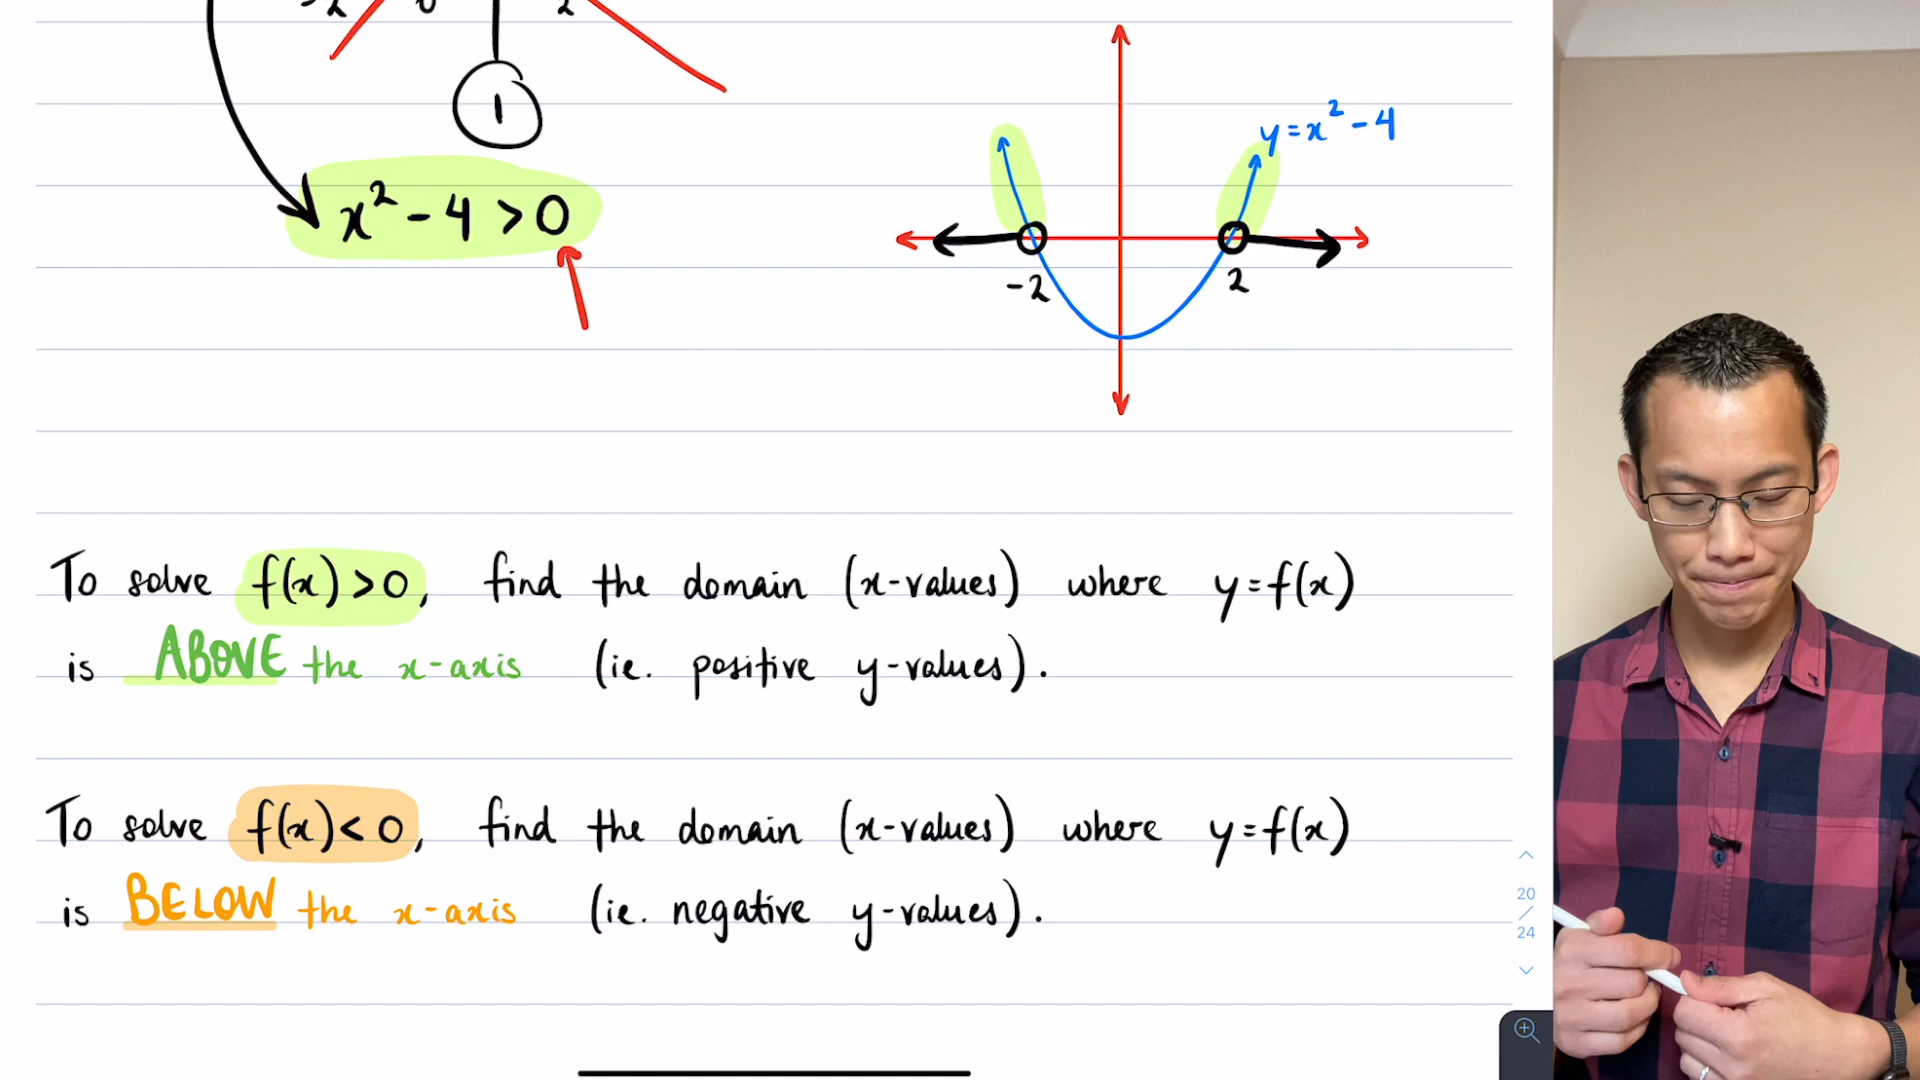 2
①
y=x²-4
x²-4>0
-2
2
To solve f(x)>0, find the domain (x-values) where y=f(x)
is ABOVE the x-axis (ie. positive y-values).
To solve f(x)<0, find the domain (x-values) where y=f(x)
is BELOW the x-axis (ie. negative y-values).
20
/
24